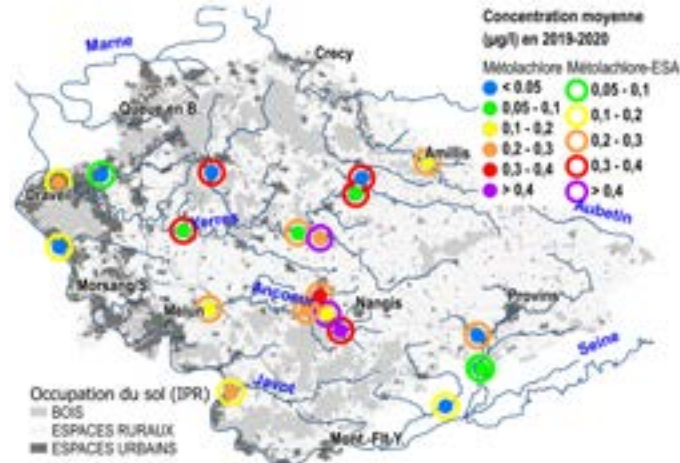 Concentration moyenne
(µg/l) en 2019-2020
Métolachlore Métolachlore-ESA
< 0.05
0,05 - 0,1
0,1 - 0,2
0,2 - 0,3
0,3 - 0,4
> 0,4
0,05 - 0,1
0,1 - 0,2
0,2 - 0,3
0,3 - 0,4
> 0,4
Marne
Crecy
Queue en B.
Amillis
Draveil
Aubetin
Yerres
Morsang/S
Ancoeur
Nangis
Provins
Melun
Seine
Javot
Mont.-Flt-Y.
Occupation du sol (IPR)
BOIS
ESPACES RURAUX
ESPACES URBAINS